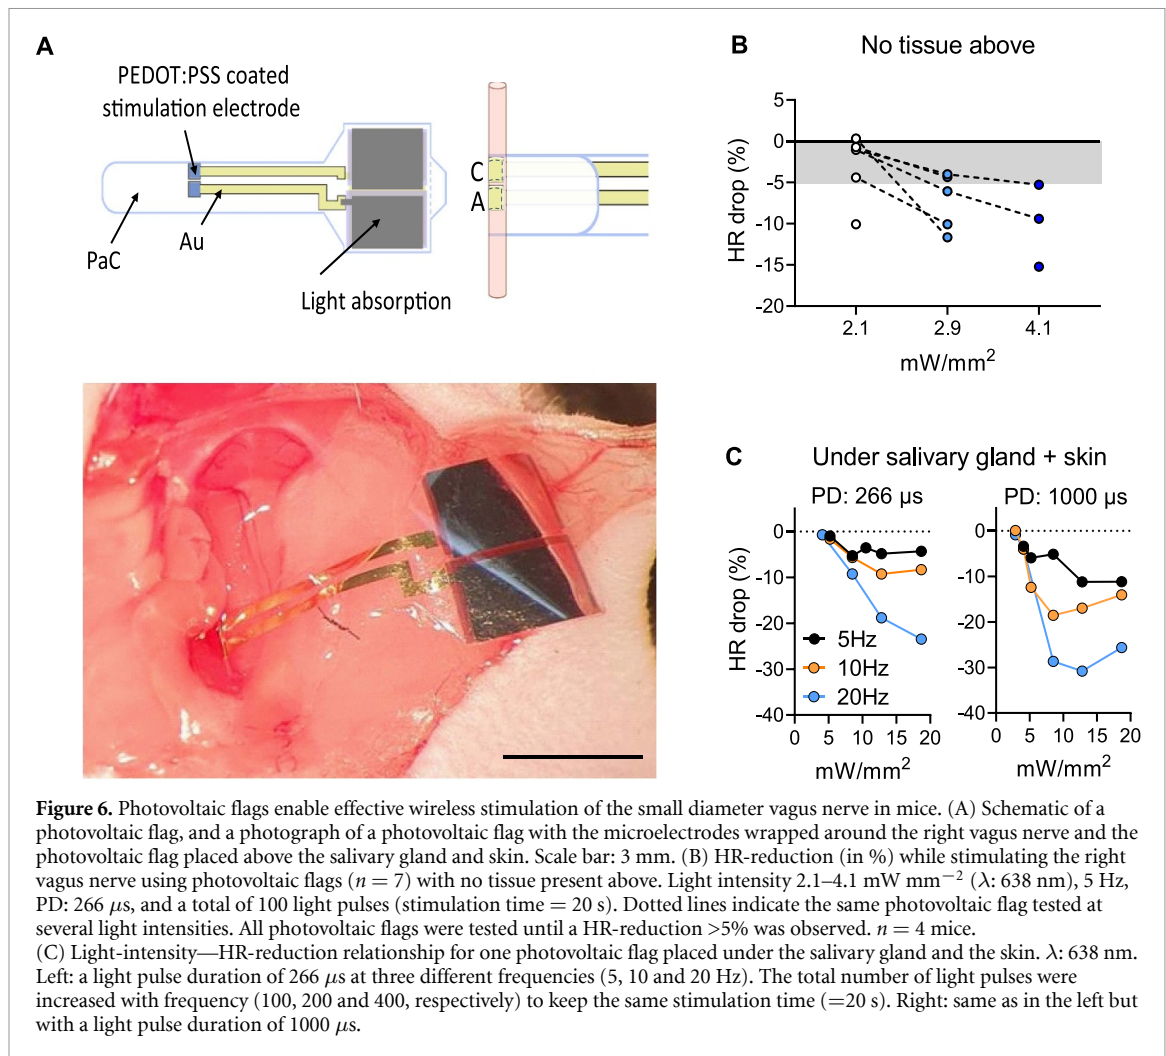 A
PEDOT:PSS coated
stimulation electrode
PaC
Au
Light absorption
C
A
B
No tissue above
HR drop (%)
5
0
-5
-10
-15
-20
2.1
2.9
4.1
mW/mm²
C
Under salivary gland + skin
PD: 266 µs
PD: 1000 µs
HR drop (%)
0
-10
-20
-30
-40
5Hz
10Hz
20Hz
0
5
10
15
20
mW/mm²
0
-10
-20
-30
-40
0
5
10
15
20
mW/mm²
Figure 6. Photovoltaic flags enable effective wireless stimulation of the small diameter vagus nerve in mice. (A) Schematic of a
photovoltaic flag, and a photograph of a photovoltaic flag with the microelectrodes wrapped around the right vagus nerve and the
photovoltaic flag placed above the salivary gland and skin. Scale bar: 3 mm. (B) HR-reduction (in %) while stimulating the right
vagus nerve using photovoltaic flags (n = 7) with no tissue present above. Light intensity 2.1–4.1 mW mm⁻² (λ: 638 nm), 5 Hz,
PD: 266 µs, and a total of 100 light pulses (stimulation time = 20 s). Dotted lines indicate the same photovoltaic flag tested at
several light intensities. All photovoltaic flags were tested until a HR-reduction >5% was observed. n = 4 mice.
(C) Light-intensity—HR-reduction relationship for one photovoltaic flag placed under the salivary gland and the skin. λ: 638 nm.
Left: a light pulse duration of 266 µs at three different frequencies (5, 10 and 20 Hz). The total number of light pulses were
increased with frequency (100, 200 and 400, respectively) to keep the same stimulation time (=20 s). Right: same as in the left but
with a light pulse duration of 1000 µs.